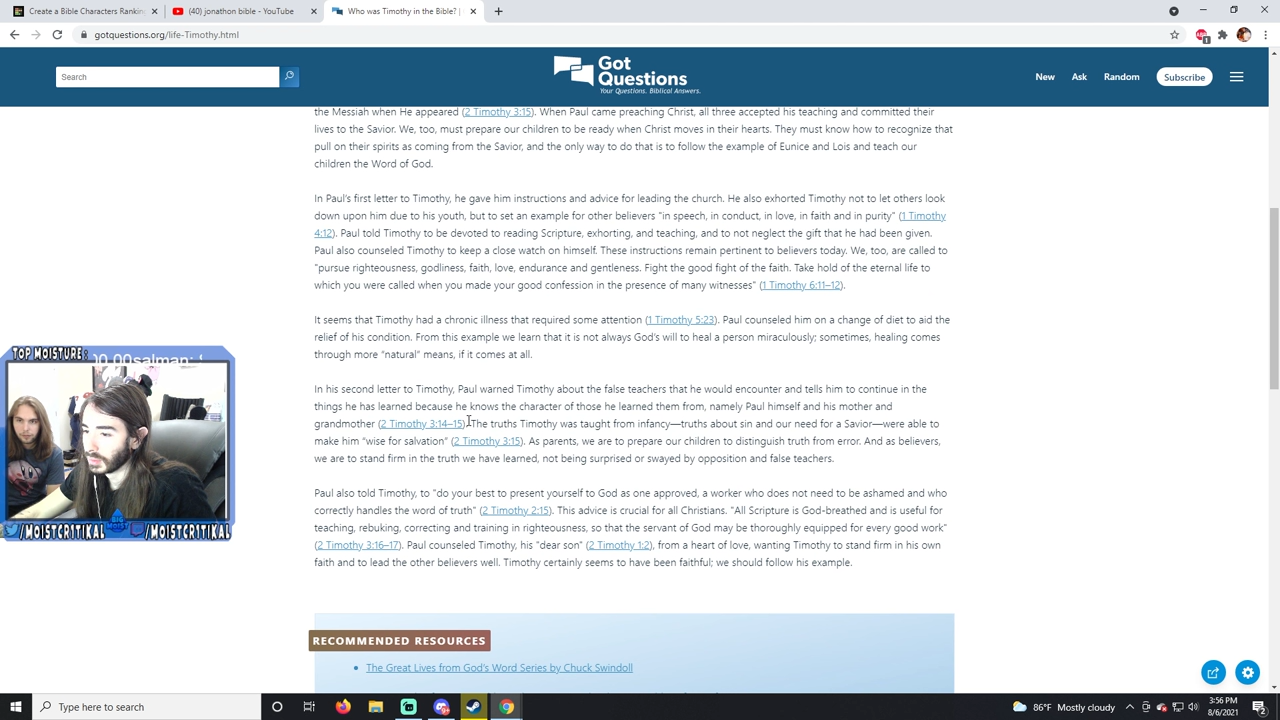 Create a Bible Characters Ranking
(40) jonathon bible - YouTube
Who was Timothy in the Bible? |
gotquestions.org/life-Timothy.html
Search
Got
Questions
Your Questions. Biblical Answers.
New Ask Random Subscribe
the Messiah when He appeared (2 Timothy 3:15). When Paul came preaching Christ, all three accepted his teaching and committed their
lives to the Savior. We, too, must prepare our children to be ready when Christ moves in their hearts. They must know how to recognize that
pull on their spirits as coming from the Savior, and the only way to do that is to follow the example of Eunice and Lois and teach our
children the Word of God.
In Paul's first letter to Timothy, he gave him instructions and advice for leading the church. He also exhorted Timothy not to let others look
down upon him due to his youth, but to set an example for other believers "in speech, in conduct, in love, in faith and in purity" (1 Timothy
4:12). Paul told Timothy to be devoted to reading Scripture, exhorting, and teaching, and to not neglect the gift that he had been given.
Paul also counseled Timothy to keep a close watch on himself. These instructions remain pertinent to believers today. We, too, are called to
"pursue righteousness, godliness, faith, love, endurance and gentleness. Fight the good fight of the faith. Take hold of the eternal life to
which you were called when you made your good confession in the presence of many witnesses" (1 Timothy 6:11–12).
It seems that Timothy had a chronic illness that required some attention (1 Timothy 5:23). Paul counseled him on a change of diet to aid the
relief of his condition. From this example we learn that it is not always God's will to heal a person miraculously; sometimes, healing comes
through more "natural" means, if it comes at all.
In his second letter to Timothy, Paul warned Timothy about the false teachers that he would encounter and tells him to continue in the
things he has learned because he knows the character of those he learned them from, namely Paul himself and his mother and
grandmother (2 Timothy 3:14–15). The truths Timothy was taught from infancy—truths about sin and our need for a Savior—were able to
make him "wise for salvation" (2 Timothy 3:15). As parents, we are to prepare our children to distinguish truth from error. And as believers,
we are to stand firm in the truth we have learned, not being surprised or swayed by opposition and false teachers.
Paul also told Timothy, to "do your best to present yourself to God as one approved, a worker who does not need to be ashamed and who
correctly handles the word of truth" (2 Timothy 2:15). This advice is crucial for all Christians. "All Scripture is God-breathed and is useful for
teaching, rebuking, correcting and training in righteousness, so that the servant of God may be thoroughly equipped for every good work"
(2 Timothy 3:16–17). Paul counseled Timothy, his "dear son" (2 Timothy 1:2), from a heart of love, wanting Timothy to stand firm in his own
faith and to lead the other believers well. Timothy certainly seems to have been faithful; we should follow his example.
RECOMMENDED RESOURCES
The Great Lives from God's Word Series by Chuck Swindoll
TOP MOISTURE:
00.00salman:
/MOISTCRITIKAL
BIG
MOIST
/MOISTCRITIKAL
Type here to search
86°F Mostly cloudy
3:56 PM
8/6/2021